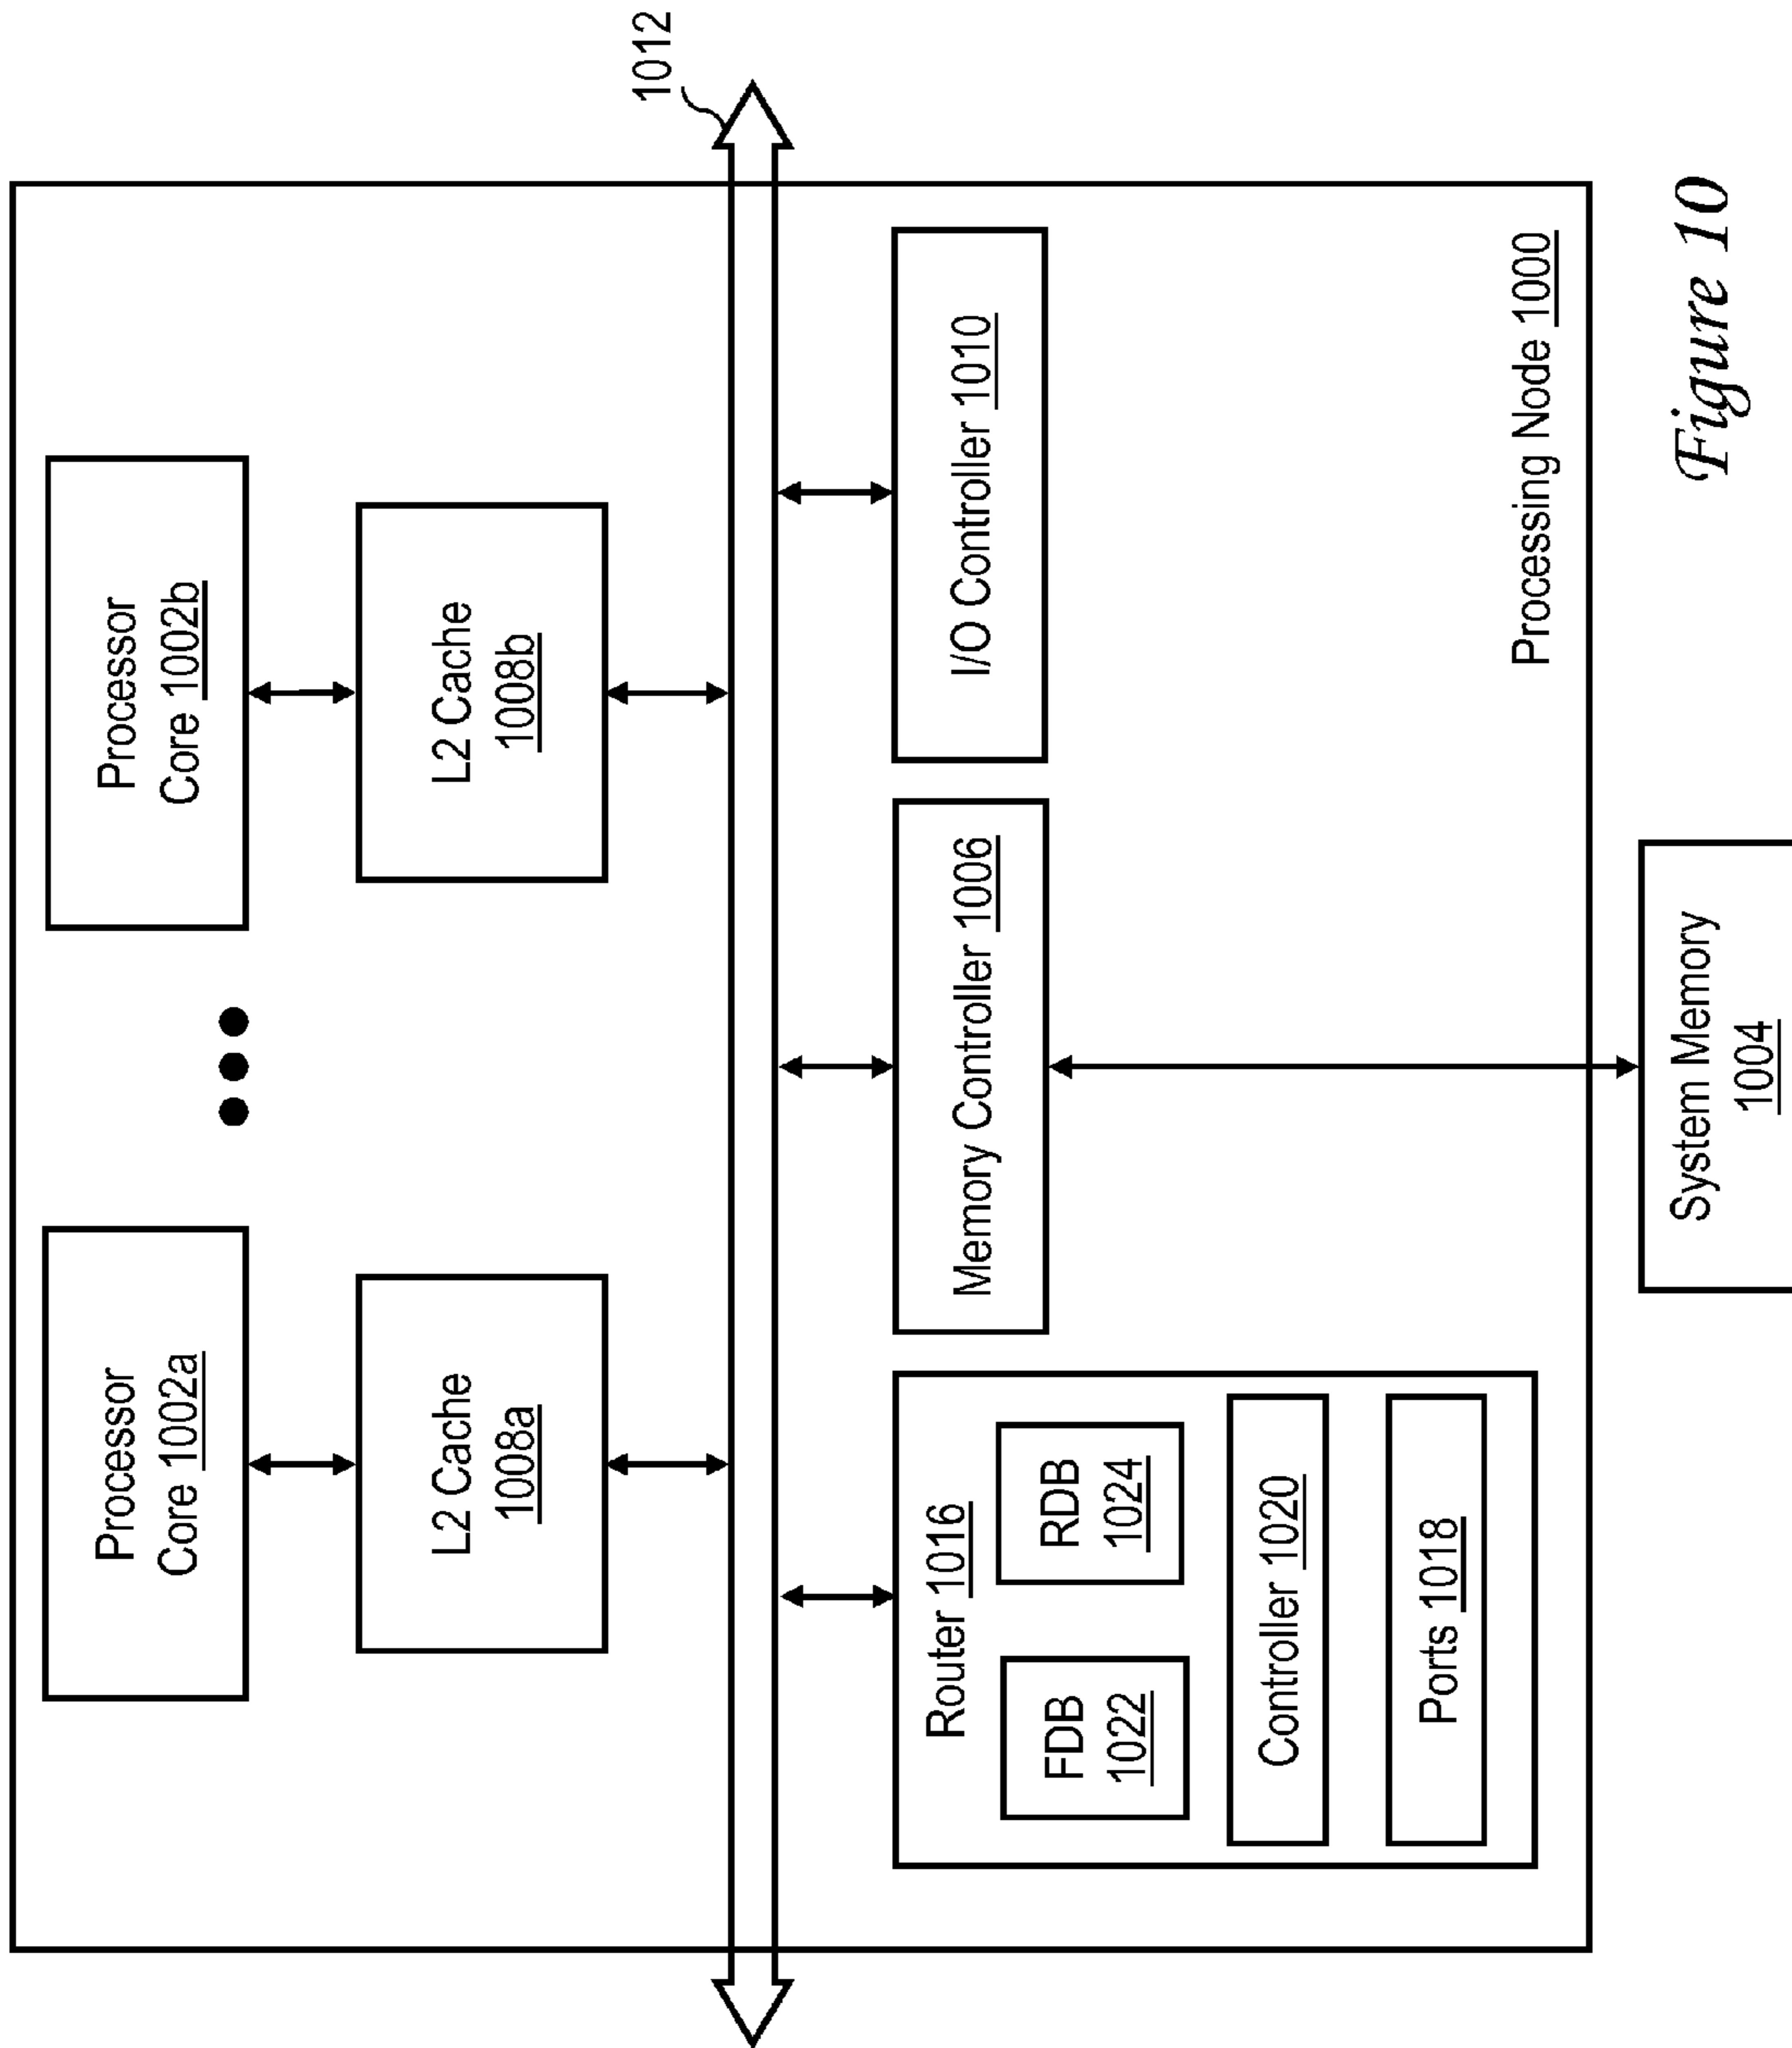 Processor
Core 1002a
Processor
Core 1002b
L2 Cache
1008a
L2 Cache
1008b
1012
Router 1016
FDB
1022
RDB
1024
Controller 1020
Ports 1018
Memory Controller 1006
I/O Controller 1010
Processing Node 1000
System Memory
1004
Figure 10